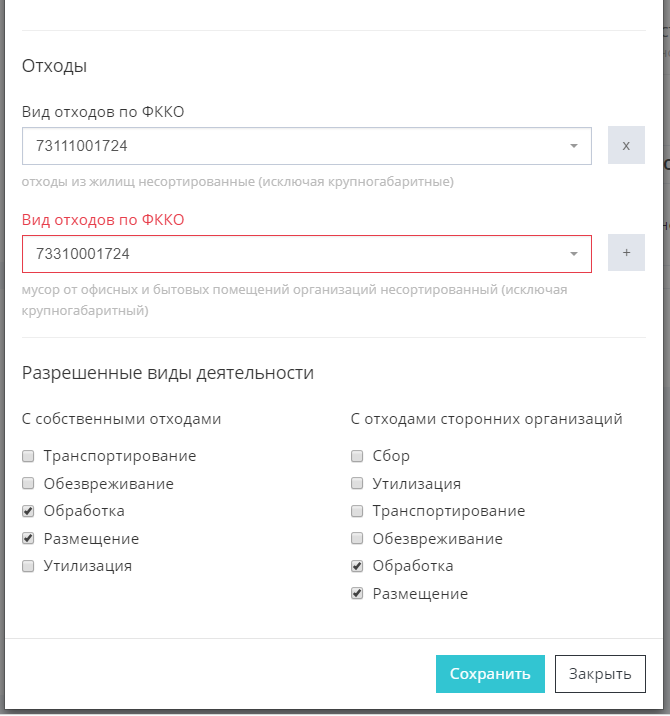 Отходы
Вид отходов по ФККО
73111001724
x
отходы из жилищ несортированные (исключая крупногабаритные)
Вид отходов по ФККО
73310001724
+
мусор от офисных и бытовых помещений организаций несортированный (исключая
крупногабаритный)
Разрешенные виды деятельности
С собственными отходами
Транспортирование
Обезвреживание
Обработка
Размещение
Утилизация
С отходами сторонних организаций
Сбор
Утилизация
Транспортирование
Обезвреживание
Обработка
Размещение
Сохранить
Закрыть